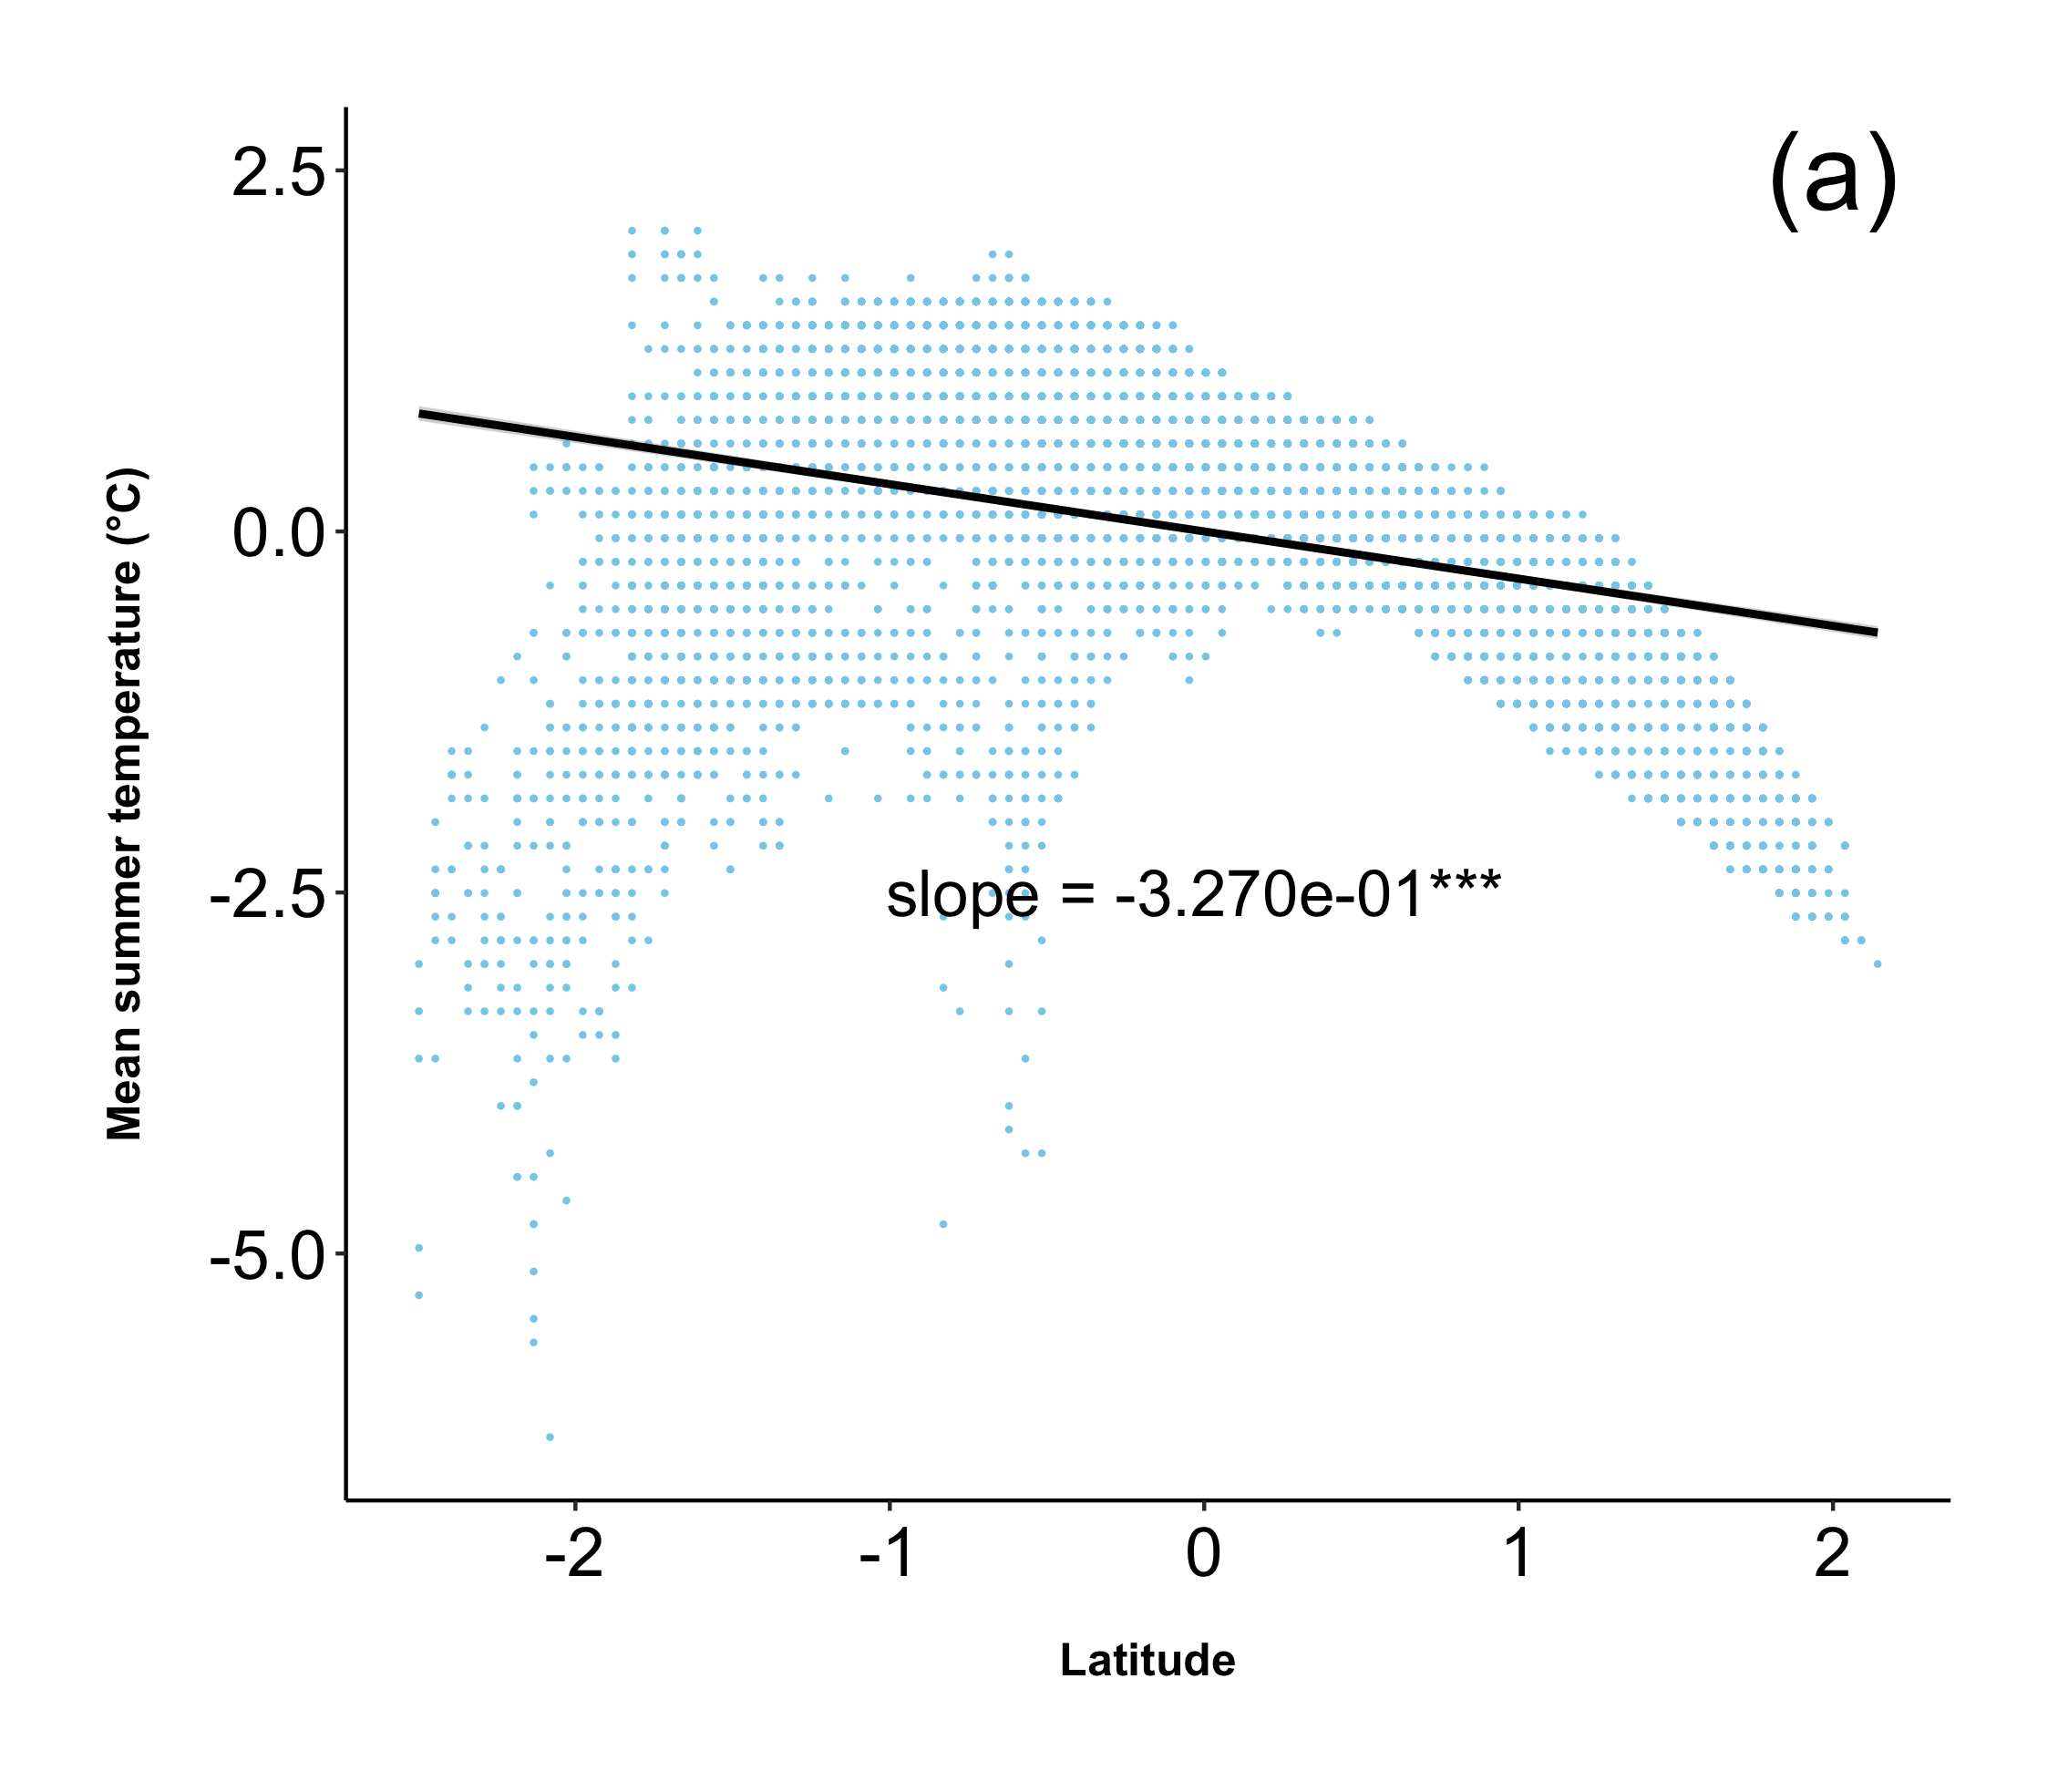 (a)
2.5
0.0
-2.5
-5.0
Mean summer temperature (°C)
slope = -3.270e-01***
-2 -1 0 1 2
Latitude